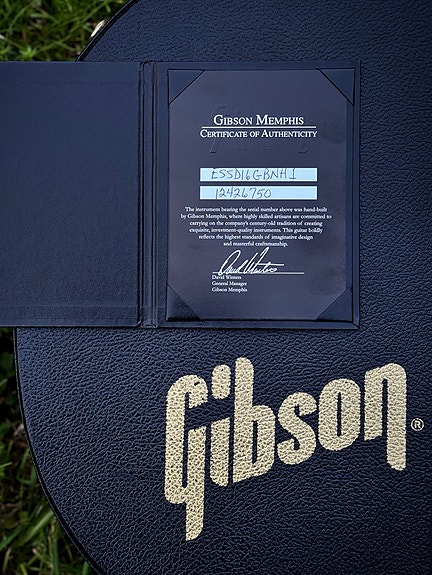 GIBSON MEMPHIS
CERTIFICATE OF AUTHENTICITY
ESSD16GBNH1
12426750
The instrument bearing the serial number above was hand-built
by Gibson Memphis, where highly skilled artisans are committed to
carrying on the company's century-old tradition of creating
exquisite, investment-quality instruments. This guitar boldly
reflects the highest standards of imaginative design
and masterful craftsmanship.
David Winters
David Winters
General Manager
Gibson Memphis
Gibson®